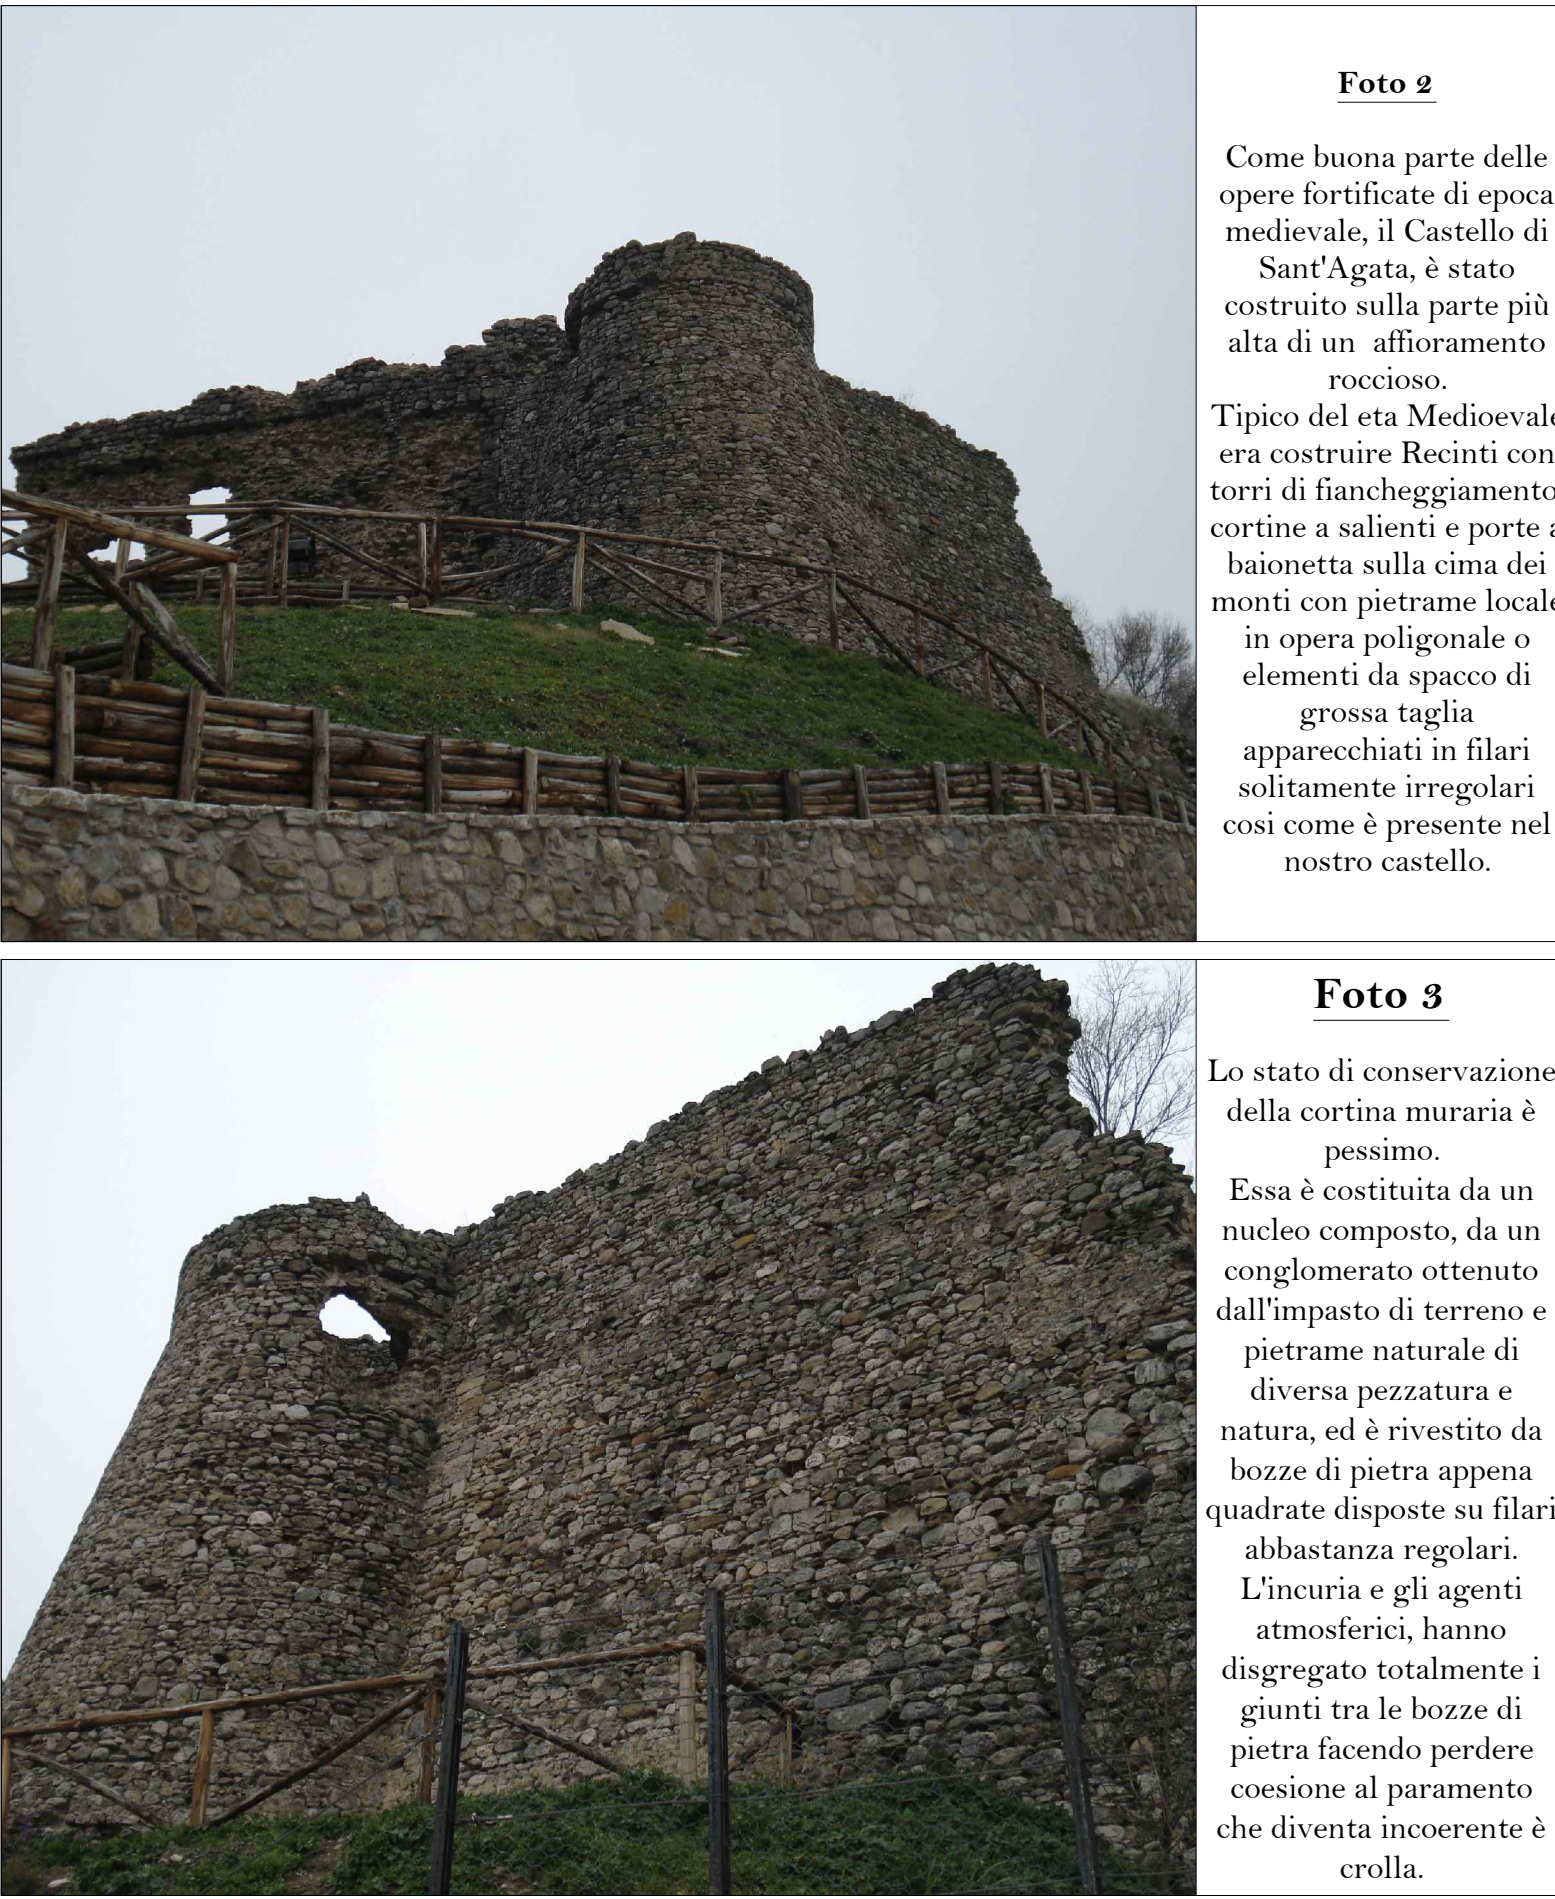 Foto 2
Come buona parte delle
opere fortificate di epoca
medievale, il Castello di
Sant'Agata, è stato
costruito sulla parte più
alta di un  affioramento
roccioso.
Tipico del eta Medioevale
era costruire Recinti con
torri di fiancheggiamento
cortine a salienti e porte a
baionetta sulla cima dei
monti con pietrame locale
in opera poligonale o
elementi da spacco di
grossa taglia
apparecchiati in filari
solitamente irregolari
cosi come è presente nel
nostro castello.
Foto 3
Lo stato di conservazione
della cortina muraria è
pessimo.
Essa è costituita da un
nucleo composto, da un
conglomerato ottenuto
dall'impasto di terreno e
pietrame naturale di
diversa pezzatura e
natura, ed è rivestito da
bozze di pietra appena
quadrate disposte su filari
abbastanza regolari.
L'incuria e gli agenti
atmosferici, hanno
disgregato totalmente i
giunti tra le bozze di
pietra facendo perdere
coesione al paramento
che diventa incoerente è
crolla.